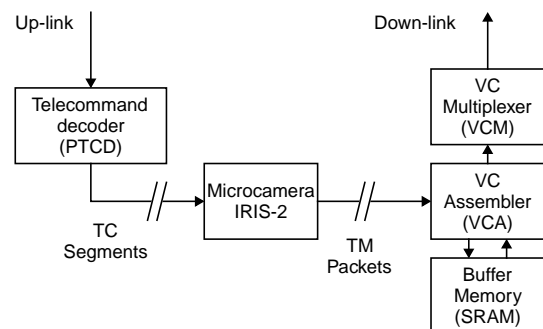 Up-link
Down-link
Telecommand
decoder
(PTCD)
VC
Multiplexer
(VCM)
Microcamera
IRIS-2
VC
Assembler
(VCA)
TC
Segments
TM
Packets
Buffer
Memory
(SRAM)